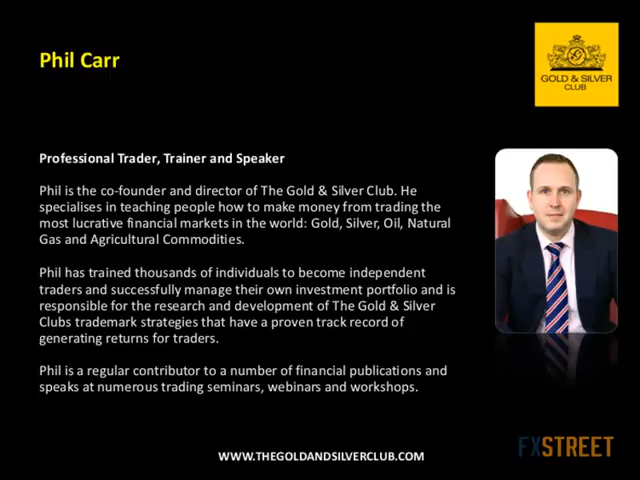 Phil Carr
GOLD & SILVER
CLUB
Professional Trader, Trainer and Speaker
Phil is the co-founder and director of The Gold & Silver Club. He
specialises in teaching people how to make money from trading the
most lucrative financial markets in the world: Gold, Silver, Oil, Natural
Gas and Agricultural Commodities.
Phil has trained thousands of individuals to become independent
traders and successfully manage their own investment portfolio and is
responsible for the research and development of The Gold & Silver
Clubs trademark strategies that have a proven track record of
generating returns for traders.
Phil is a regular contributor to a number of financial publications and
speaks at numerous trading seminars, webinars and workshops.
WWW.THEGOLDANDSILVERCLUB.COM
FXSTREET